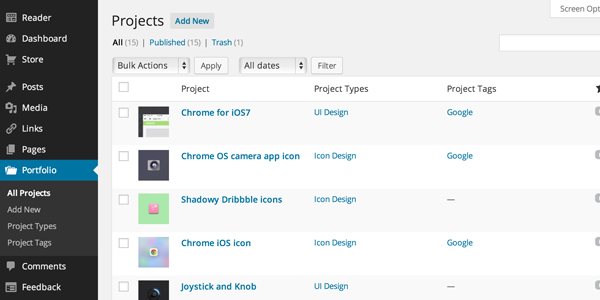 Reader
Dashboard
Store
Posts
Media
Links
Pages
Portfolio
All Projects
Add New
Project Types
Project Tags
Comments
Feedback
Screen Opt
Projects Add New
All (15) | Published (15) | Trash (1)
Bulk Actions Apply All dates Filter
Project Project Types Project Tags
Chrome for iOS7 UI Design Google
Chrome OS camera app icon Icon Design Google
Shadowy Dribbble icons Icon Design —
Chrome iOS icon Icon Design Google
Joystick and Knob UI Design —